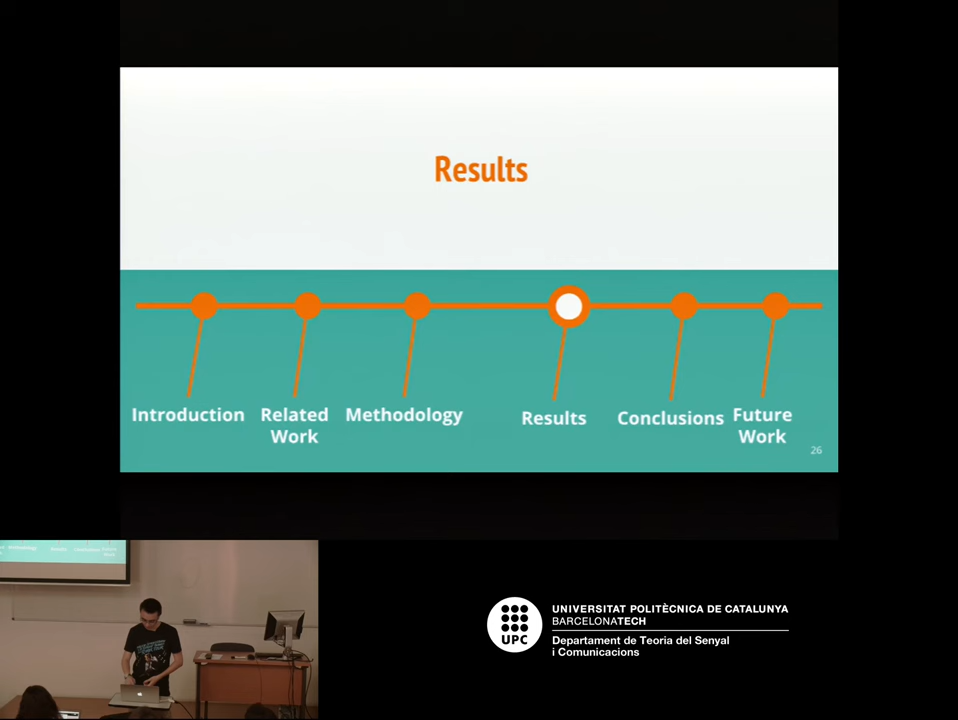 Results
Introduction
Related
Work
Methodology
Results
Conclusions
Future
Work
26
UPC
UNIVERSITAT POLITÈCNICA DE CATALUNYA
BARCELONATECH
Departament de Teoria del Senyal
i Comunicacions